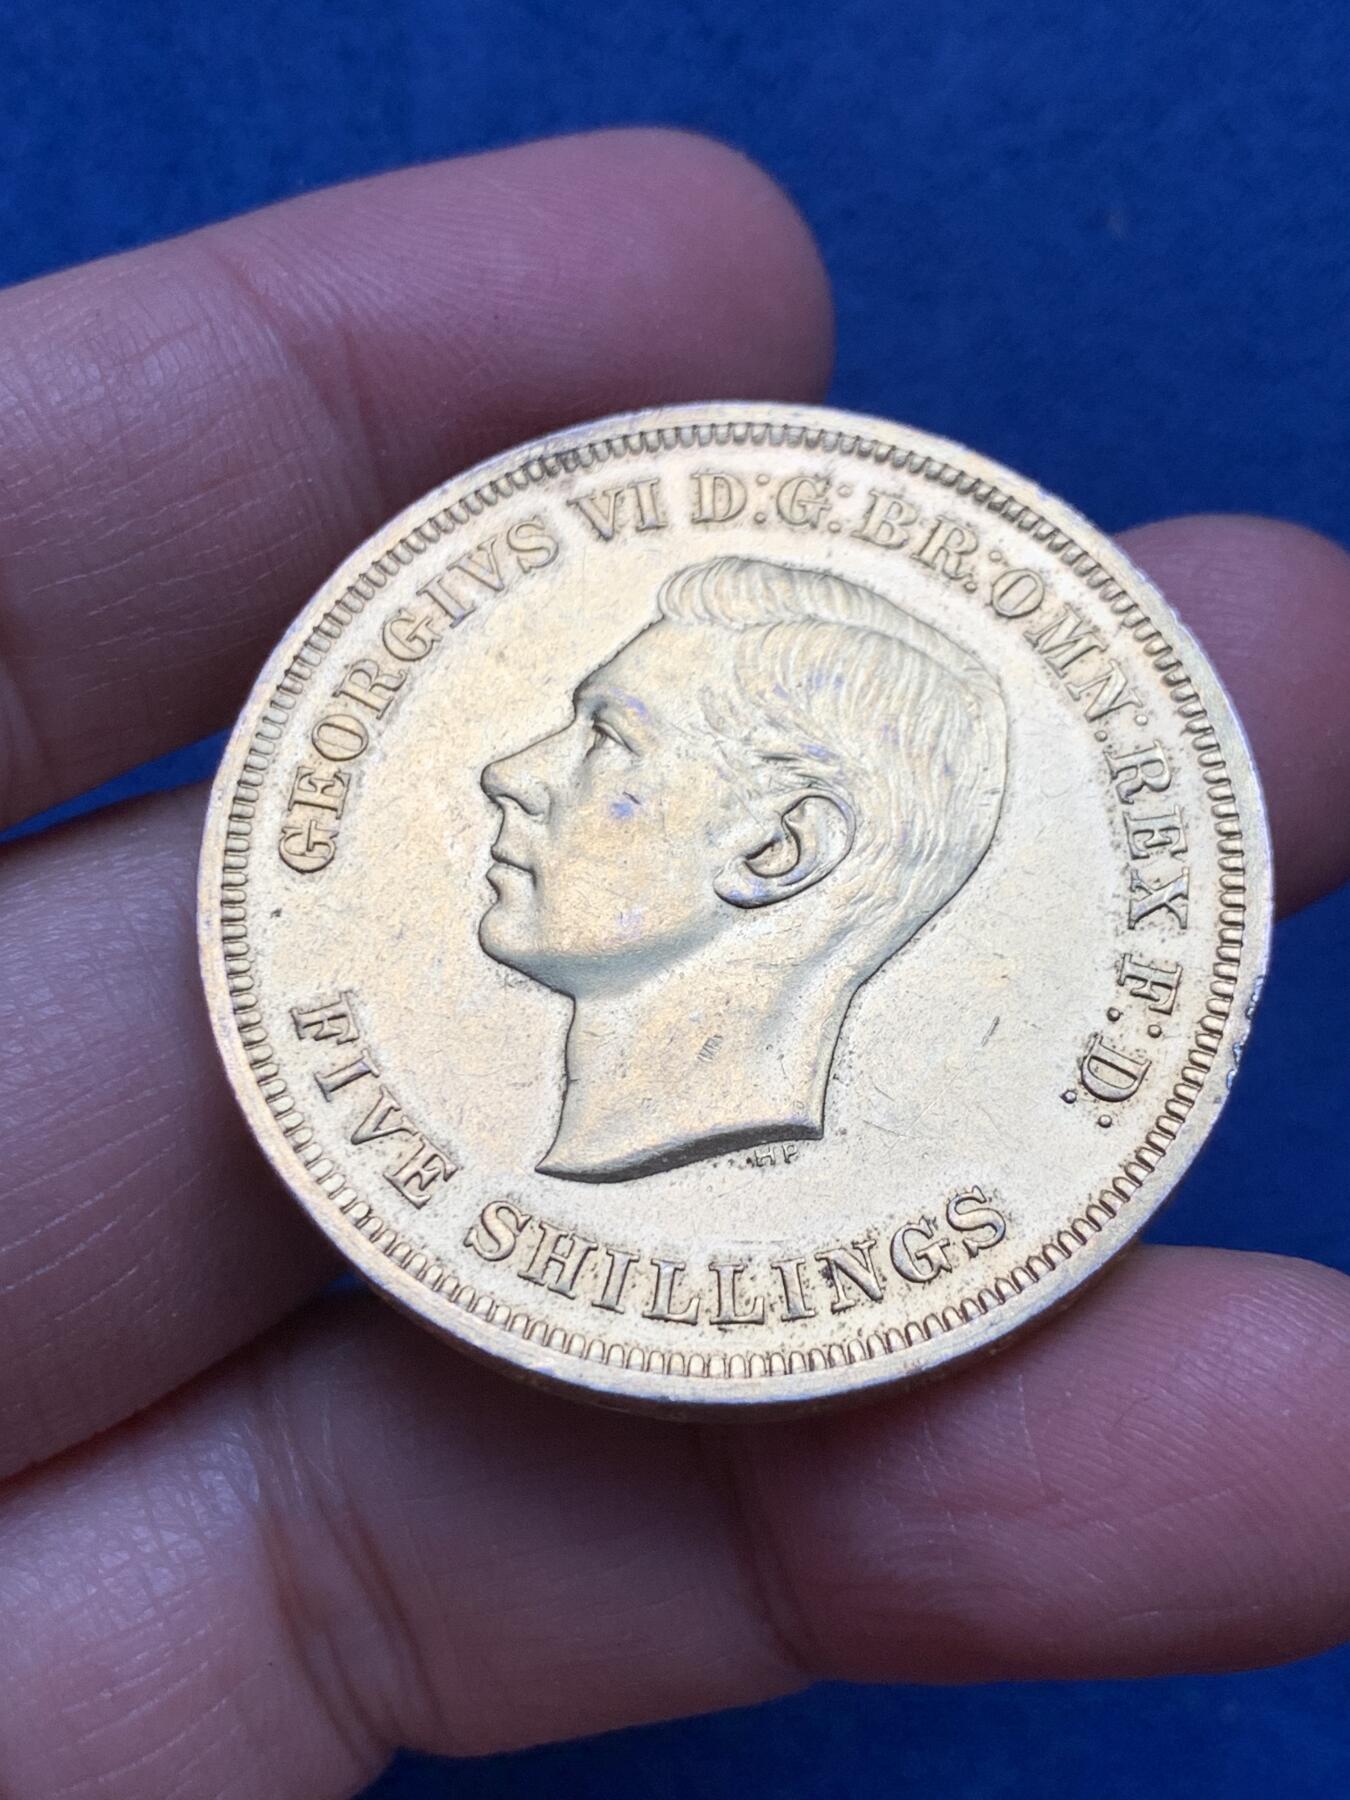 GEORGIVS VI D:G:BR:OMN:REX F:D:
HP
FIVE SHILLINGS